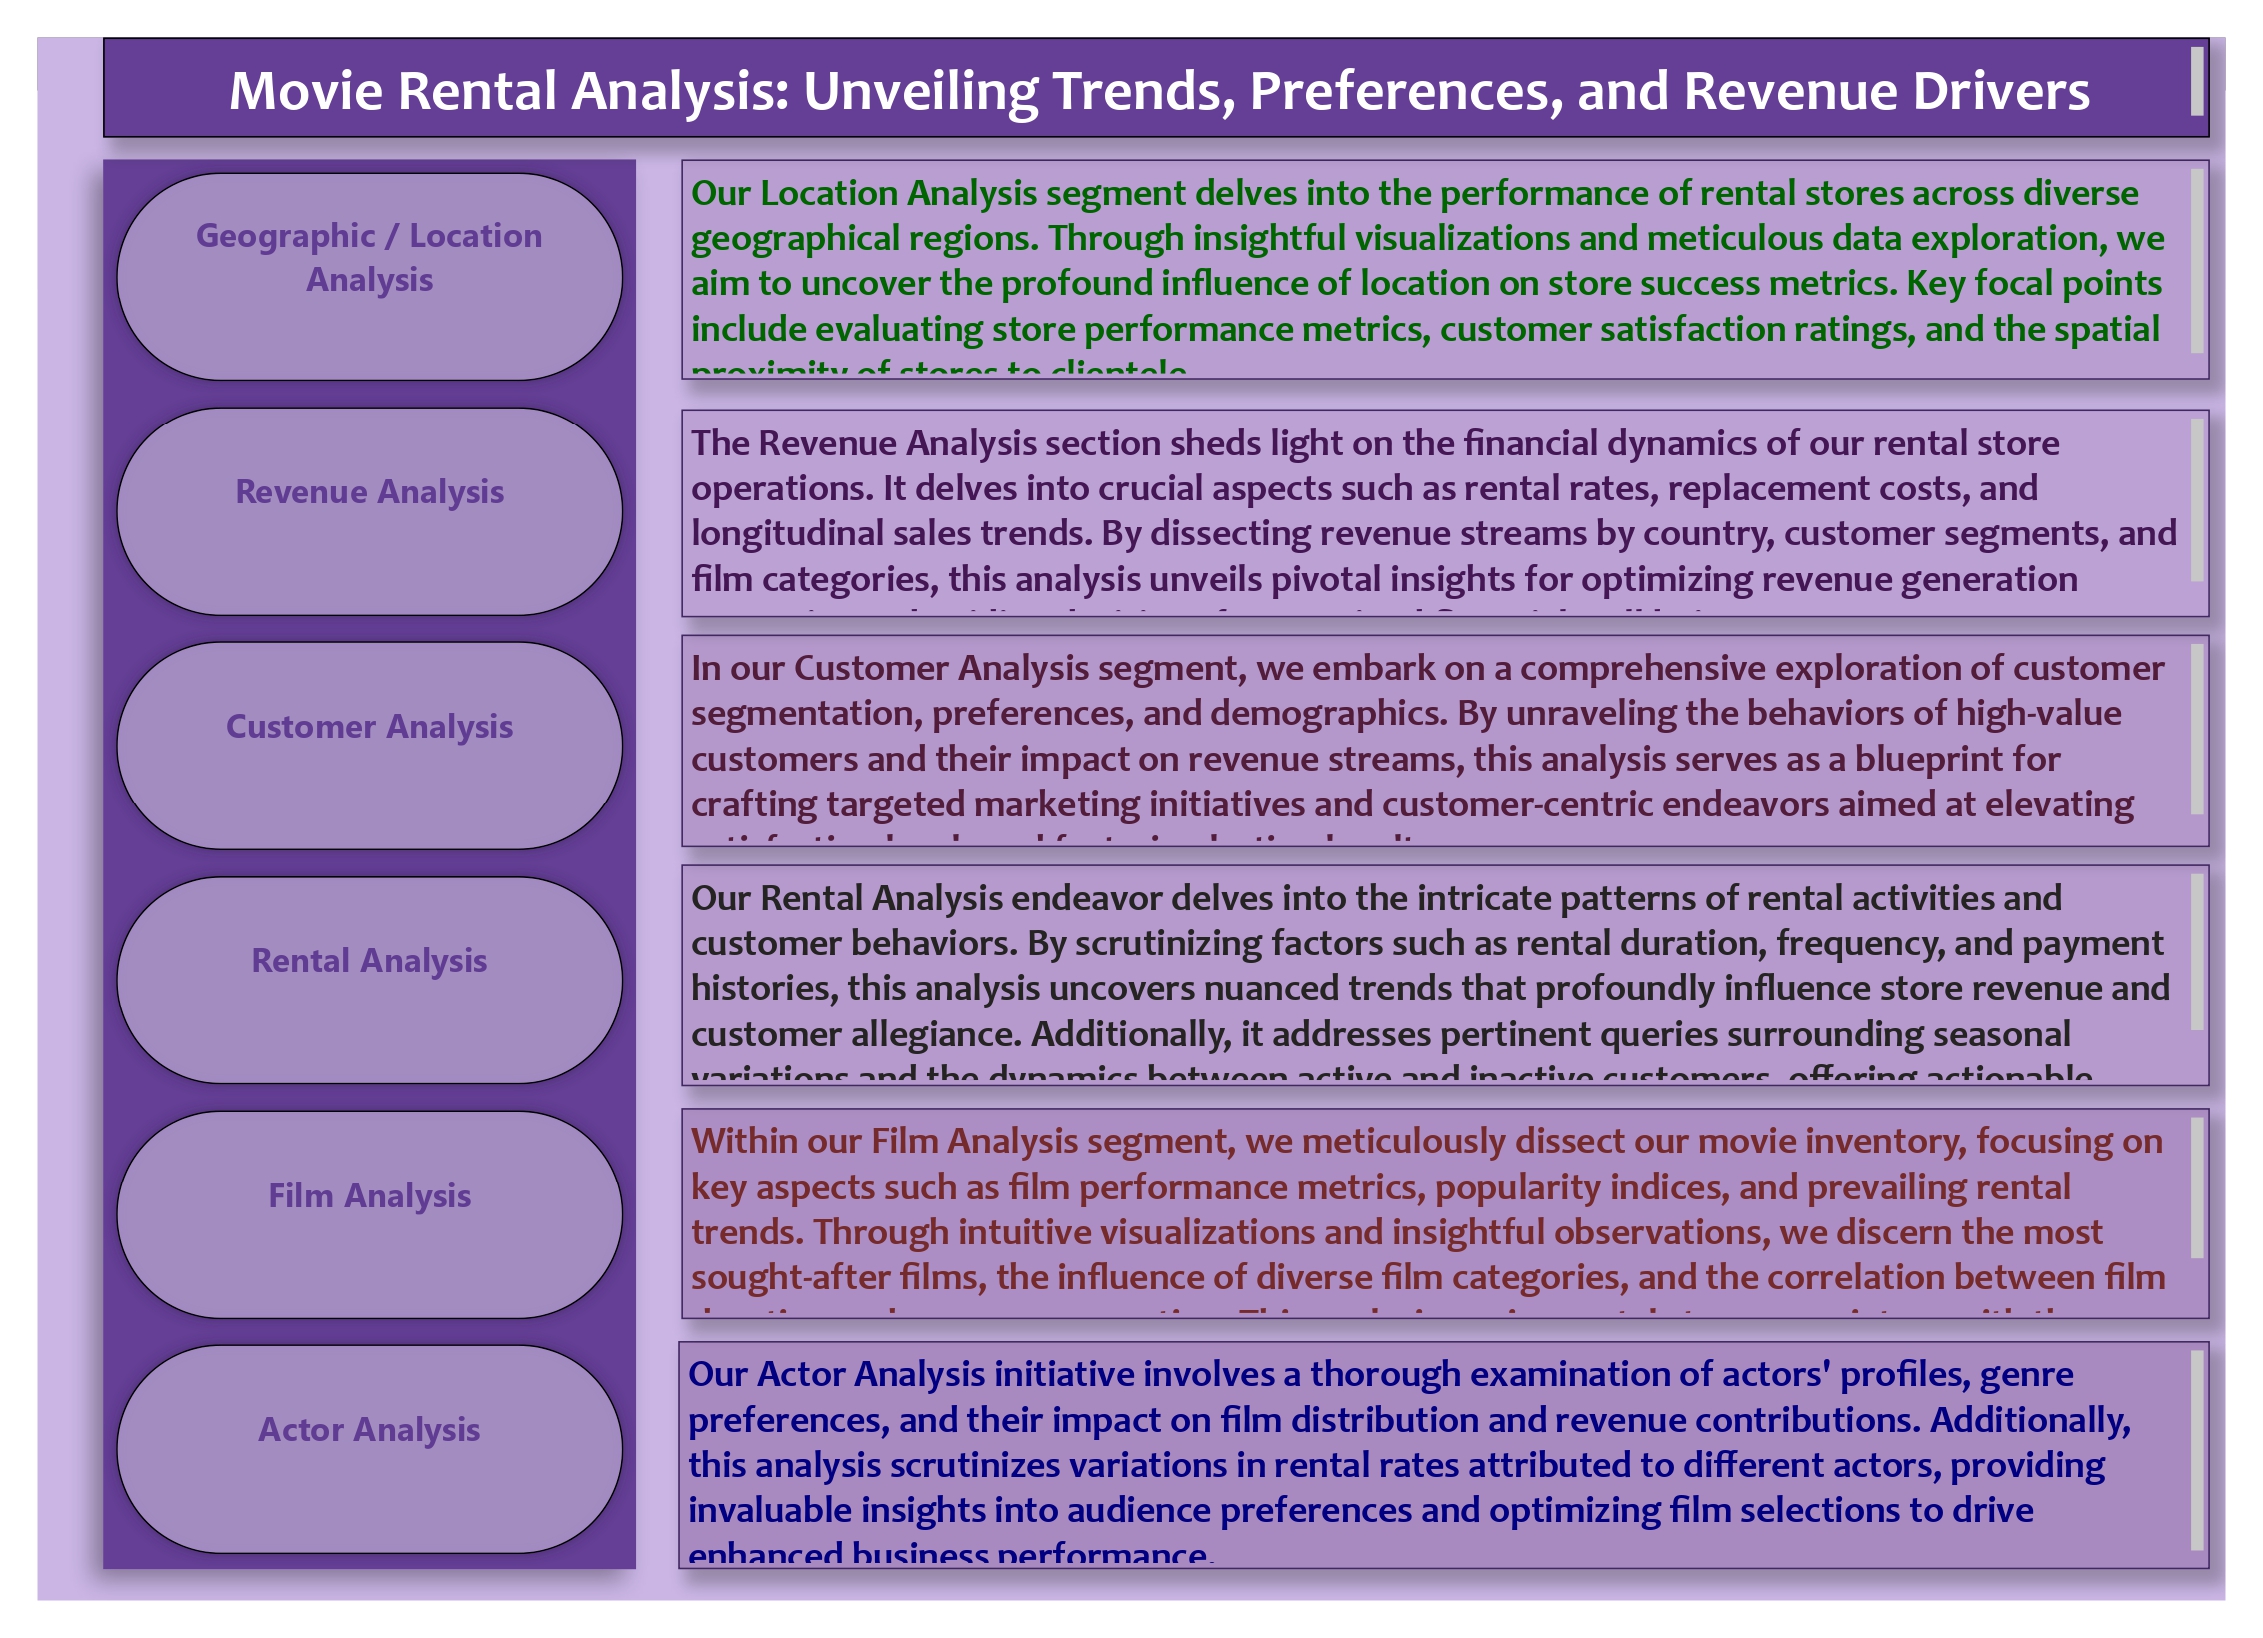 Movie Rental Analysis: Unveiling Trends, Preferences, and Revenue Drivers
Geographic / Location
Analysis
Our Location Analysis segment delves into the performance of rental stores across diverse
geographical regions. Through insightful visualizations and meticulous data exploration, we
aim to uncover the profound influence of location on store success metrics. Key focal points
include evaluating store performance metrics, customer satisfaction ratings, and the spatial
proximity of stores to clientele.
Revenue Analysis
The Revenue Analysis section sheds light on the financial dynamics of our rental store
operations. It delves into crucial aspects such as rental rates, replacement costs, and
longitudinal sales trends. By dissecting revenue streams by country, customer segments, and
film categories, this analysis unveils pivotal insights for optimizing revenue generation
Customer Analysis
In our Customer Analysis segment, we embark on a comprehensive exploration of customer
segmentation, preferences, and demographics. By unraveling the behaviors of high-value
customers and their impact on revenue streams, this analysis serves as a blueprint for
crafting targeted marketing initiatives and customer-centric endeavors aimed at elevating
Rental Analysis
Our Rental Analysis endeavor delves into the intricate patterns of rental activities and
customer behaviors. By scrutinizing factors such as rental duration, frequency, and payment
histories, this analysis uncovers nuanced trends that profoundly influence store revenue and
customer allegiance. Additionally, it addresses pertinent queries surrounding seasonal
variations and the dynamics between active and inactive customers, offering actionable
Film Analysis
Within our Film Analysis segment, we meticulously dissect our movie inventory, focusing on
key aspects such as film performance metrics, popularity indices, and prevailing rental
trends. Through intuitive visualizations and insightful observations, we discern the most
sought-after films, the influence of diverse film categories, and the correlation between film
Actor Analysis
Our Actor Analysis initiative involves a thorough examination of actors' profiles, genre
preferences, and their impact on film distribution and revenue contributions. Additionally,
this analysis scrutinizes variations in rental rates attributed to different actors, providing
invaluable insights into audience preferences and optimizing film selections to drive
enhanced business performance.